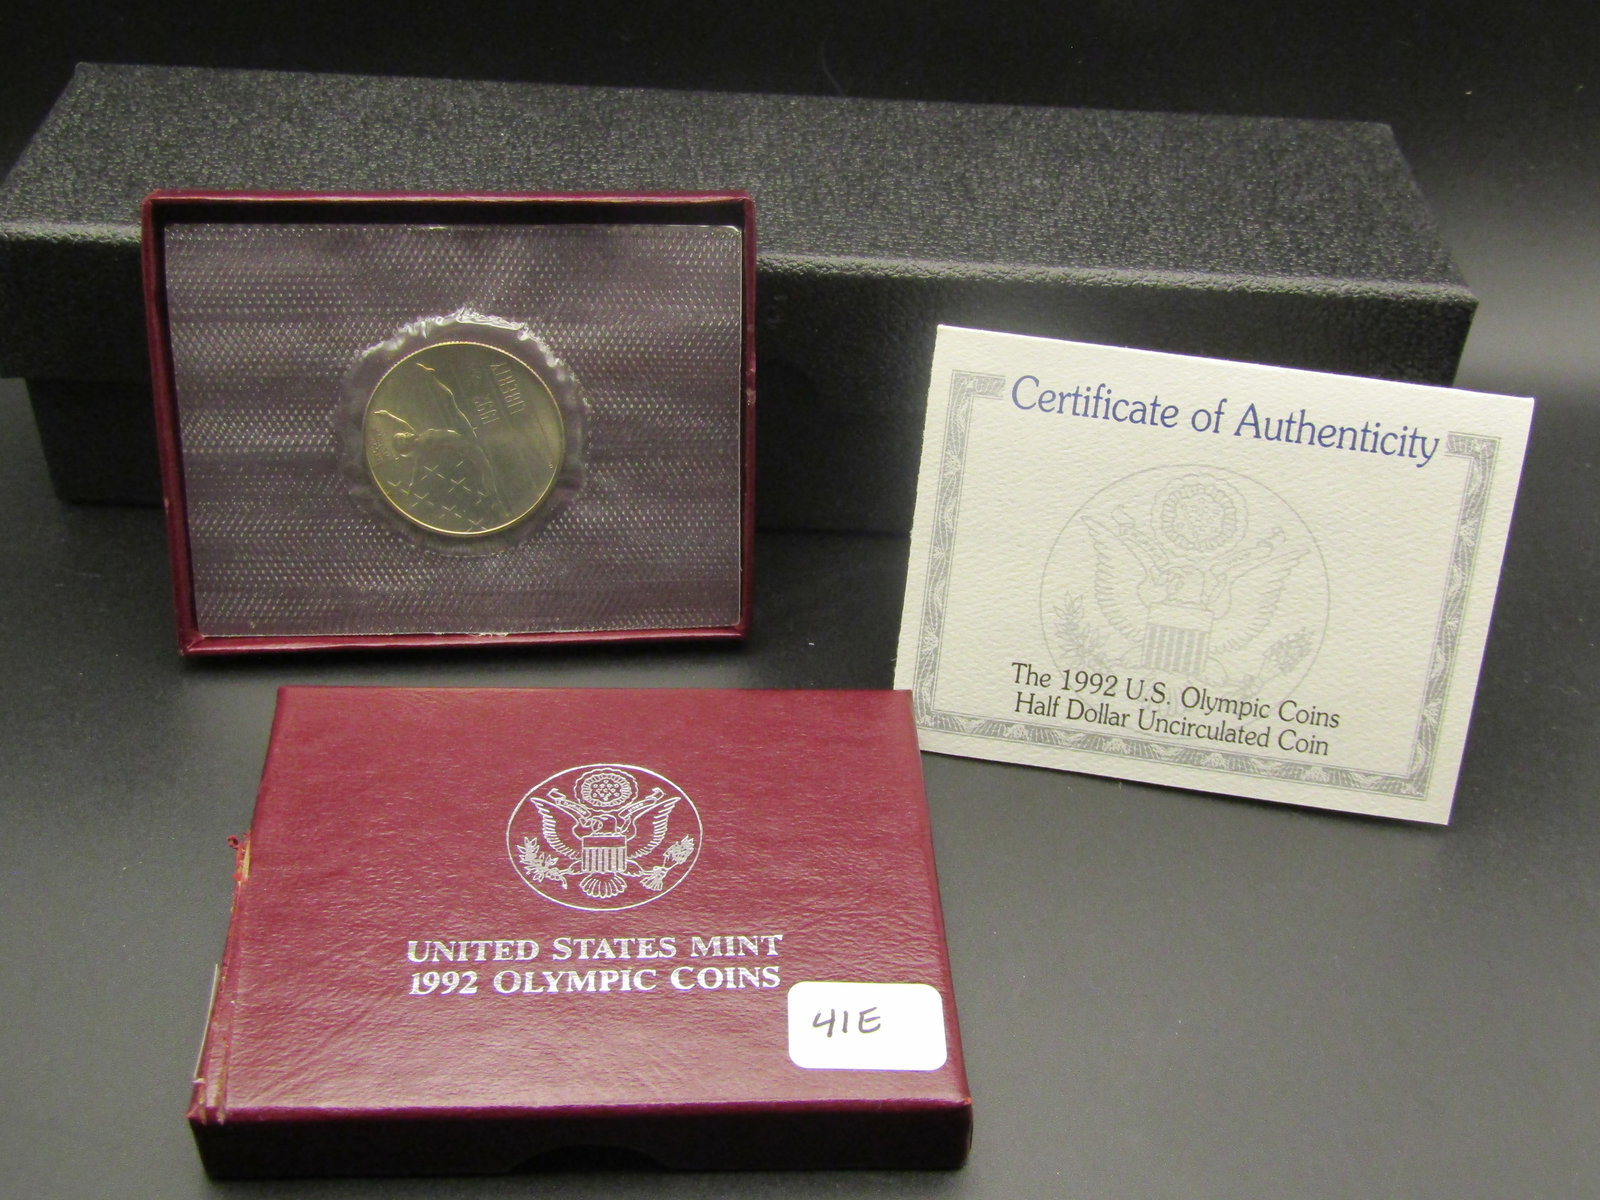 LIBERTY
1992
Certificate of Authenticity
The 1992 U.S. Olympic Coins
Half Dollar Uncirculated Coin
UNITED STATES MINT
1992 OLYMPIC COINS
41E